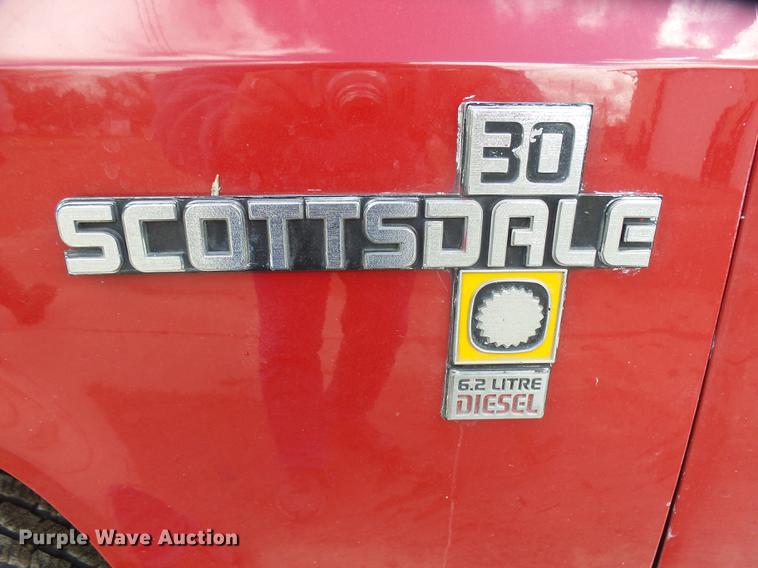 30
SCOTTSDALE
6.2 LITRE
DIESEL
Purple Wave Auction